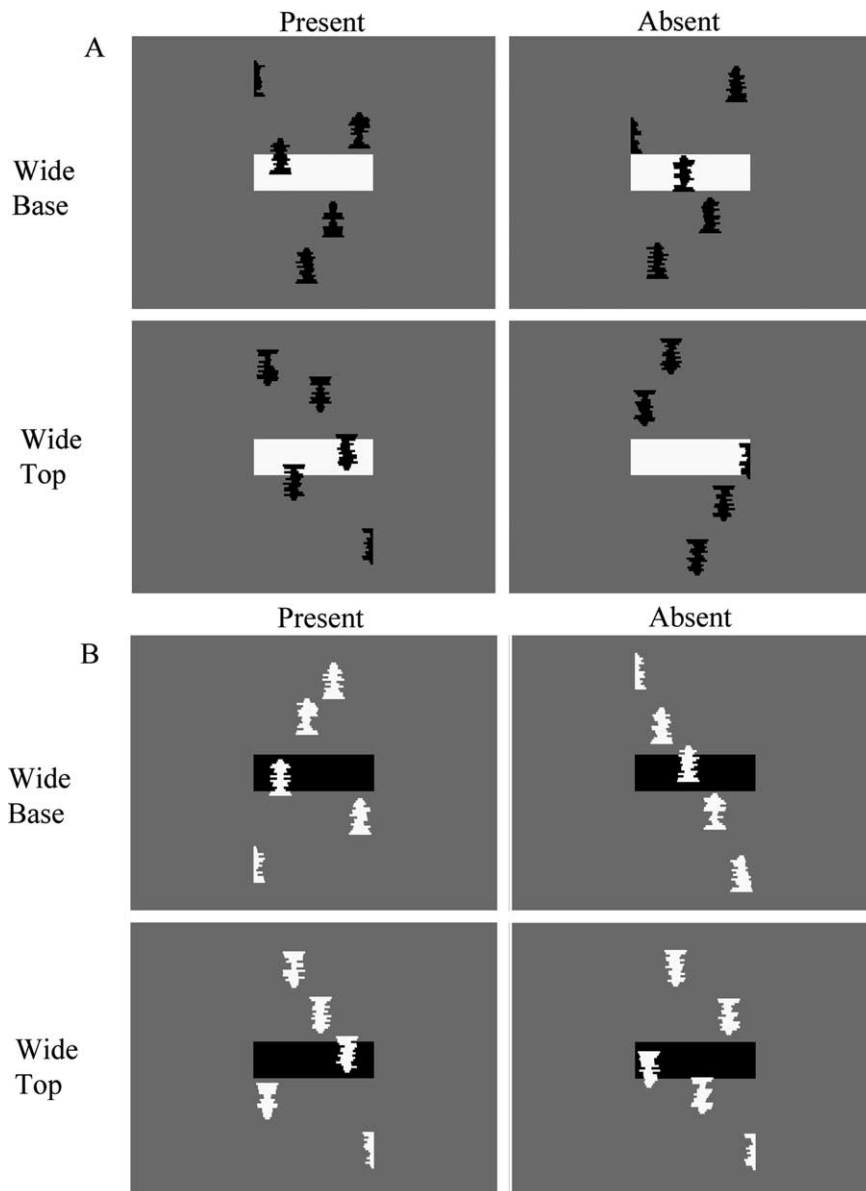 Present Absent
A
Wide
Base
Wide
Top
Present Absent
B
Wide
Base
Wide
Top